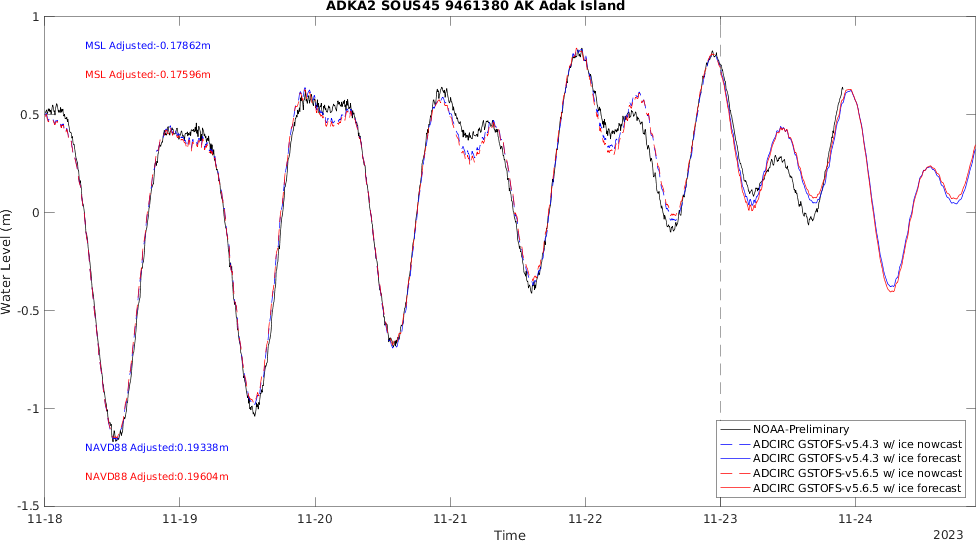 ADKA2 SOUS45 9461380 AK Adak Island
1
0.5
0
-0.5
-1
-1.5
Water Level (m)
MSL Adjusted:-0.17862m
MSL Adjusted:-0.17596m
NAVD88 Adjusted:0.19338m
NAVD88 Adjusted:0.19604m
NOAA-Preliminary
ADCIRC GSTOFS-v5.4.3 w/ ice nowcast
ADCIRC GSTOFS-v5.4.3 w/ ice forecast
ADCIRC GSTOFS-v5.6.5 w/ ice nowcast
ADCIRC GSTOFS-v5.6.5 w/ ice forecast
11-18 11-19 11-20 11-21 11-22 11-23 11-24
Time
2023